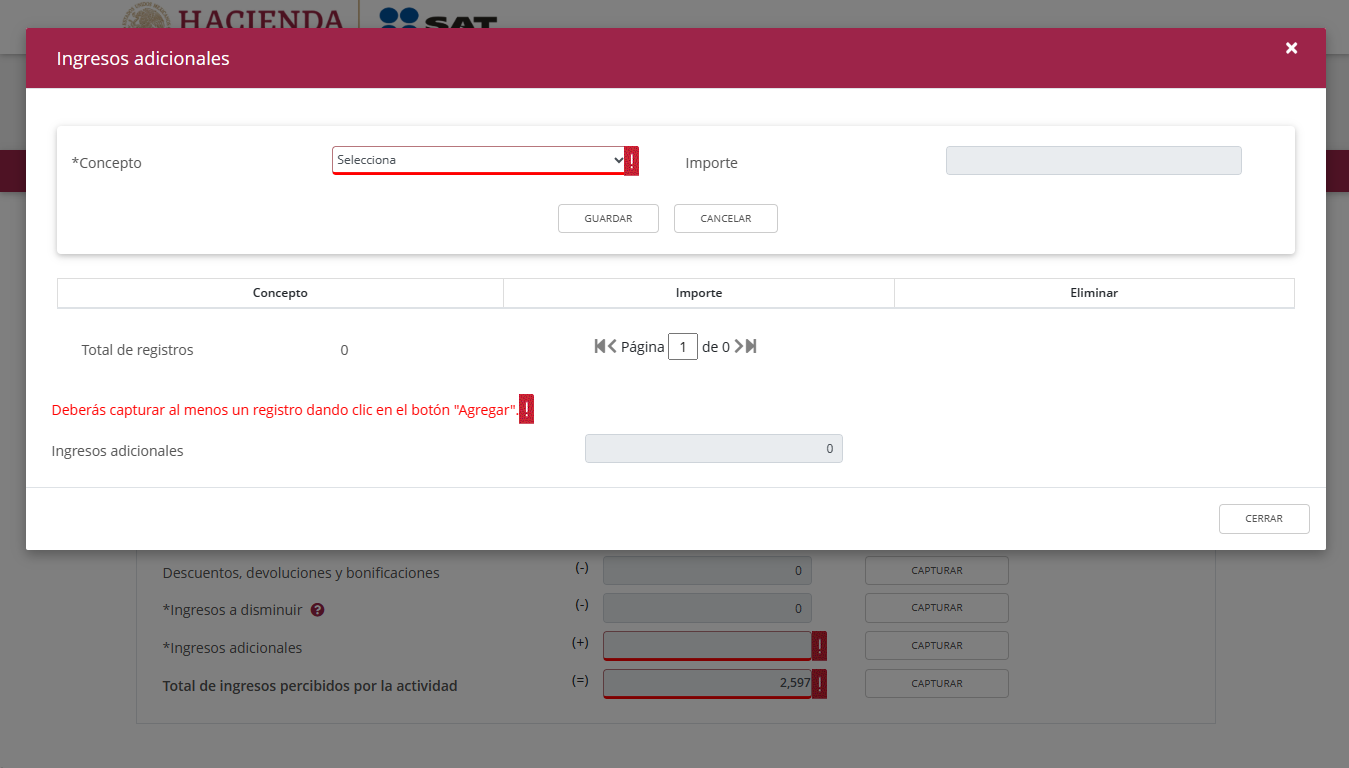 HACIENDA SAT
Ingresos adicionales ×
*Concepto Selecciona ! Importe
GUARDAR CANCELAR
Concepto Importe Eliminar
Total de registros 0 Página 1 de 0
Deberás capturar al menos un registro dando clic en el botón "Agregar". !
Ingresos adicionales 0
CERRAR
Descuentos, devoluciones y bonificaciones (-) 0 CAPTURAR
*Ingresos a disminuir ? (-) 0 CAPTURAR
*Ingresos adicionales (+) ! CAPTURAR
Total de ingresos percibidos por la actividad (=) 2,597 ! CAPTURAR